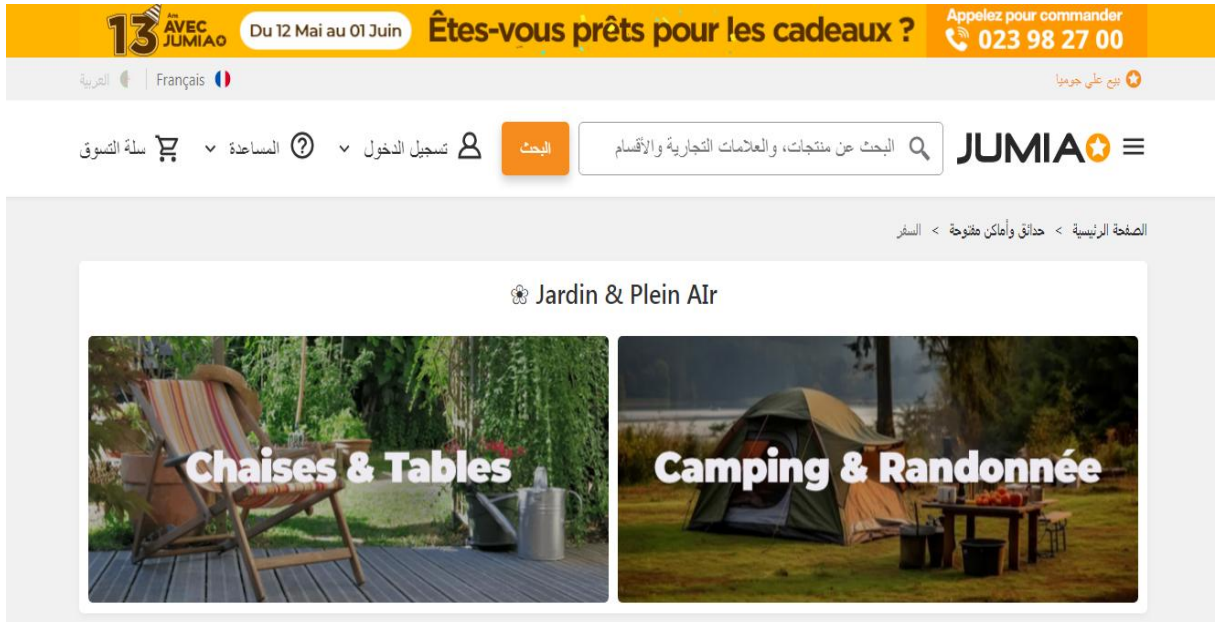 13 Ans AVEC JUMIA
Du 12 Mai au 01 Juin
Êtes-vous prêts pour les cadeaux ?
Appelez pour commander
023 98 27 00
بيع على جوميا
Français
العربية
JUMIA
البحث عن منتجات، والعلامات التجارية والأقسام
البحث
تسجيل الدخول
المساعدة
سلة التسوق
الصفحة الرئيسية > حدائق وأماكن مفتوحة > السفر
Jardin & Plein AIr
Chaises & Tables
Camping & Randonnée